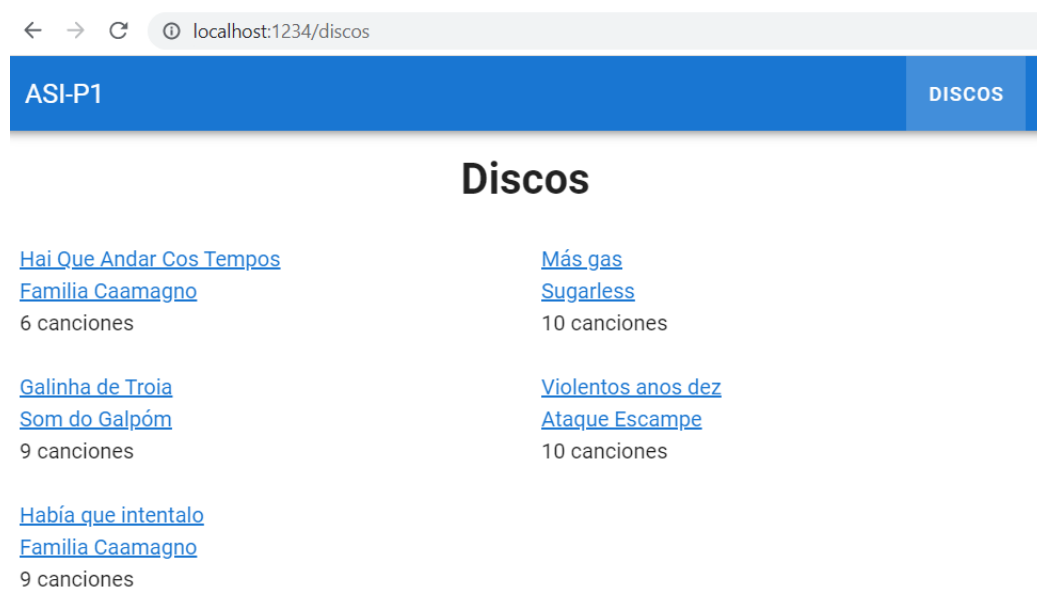 localhost:1234/discos
ASI-P1
DISCOS
Discos
Hai Que Andar Cos Tempos
Familia Caamagno
6 canciones
Más gas
Sugarless
10 canciones
Galinha de Troia
Som do Galpóm
9 canciones
Violentos anos dez
Ataque Escampe
10 canciones
Había que intentalo
Familia Caamagno
9 canciones